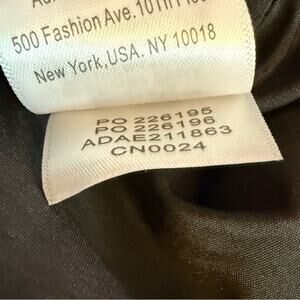 500 Fashion Ave. 10Th
New York, USA. NY 10018
PO 226195
PO 226196
ADAE211863
CN0024